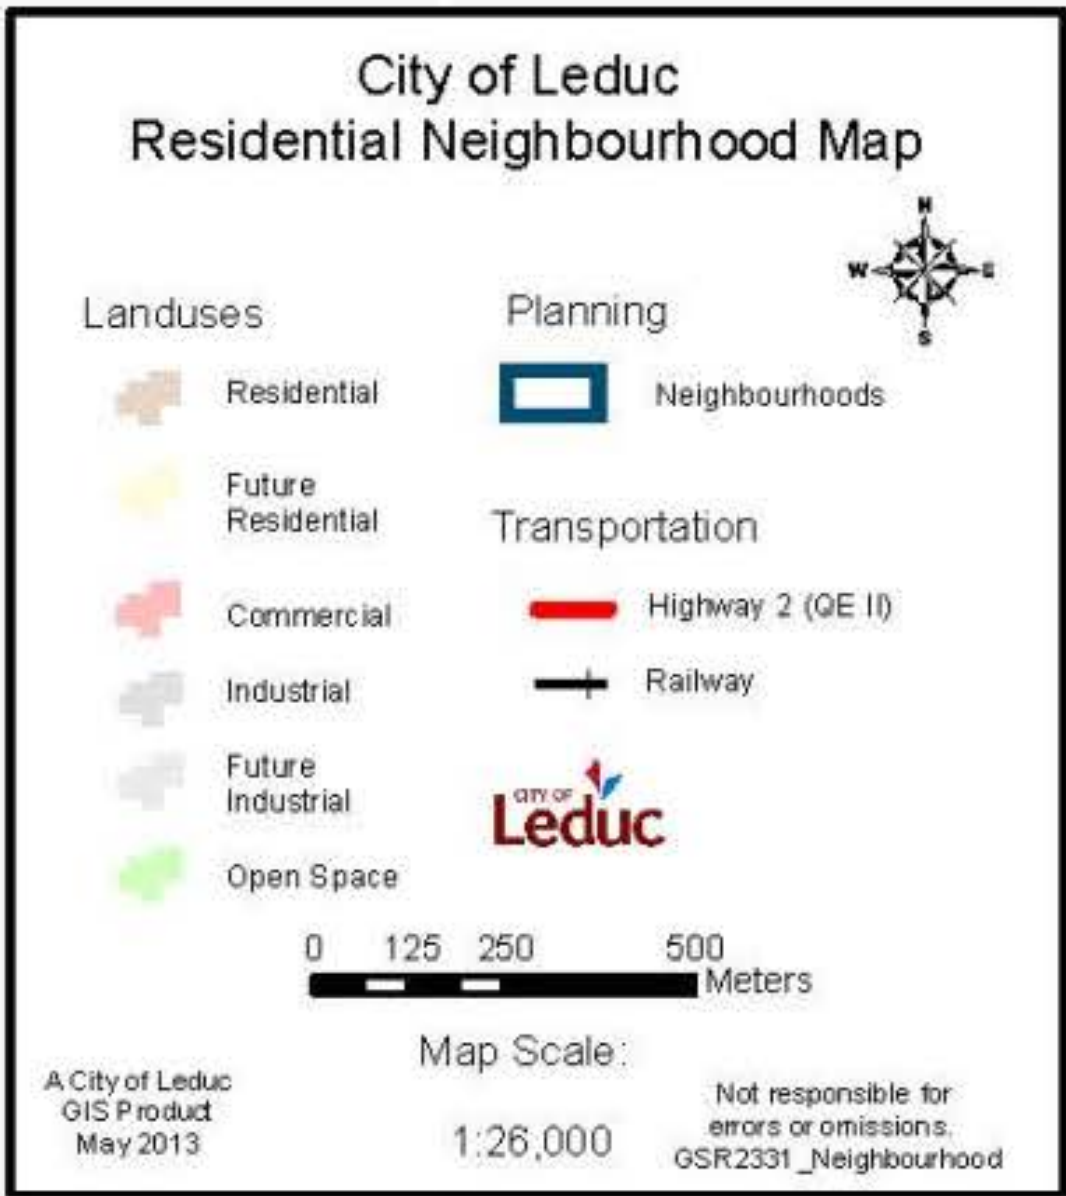 City of Leduc
Residential Neighbourhood Map
N
W E
S
Landuses
Residential
Future
Residential
Commercial
Industrial
Future
Industrial
Open Space
Planning
Neighbourhoods
Transportation
Highway 2 (QE II)
Railway
CITY OF
Leduc
0 125 250 500
Meters
Map Scale:
1:26,000
A City of Leduc
GIS Product
May 2013
Not responsible for
errors or omissions.
GSR2331_Neighbourhood